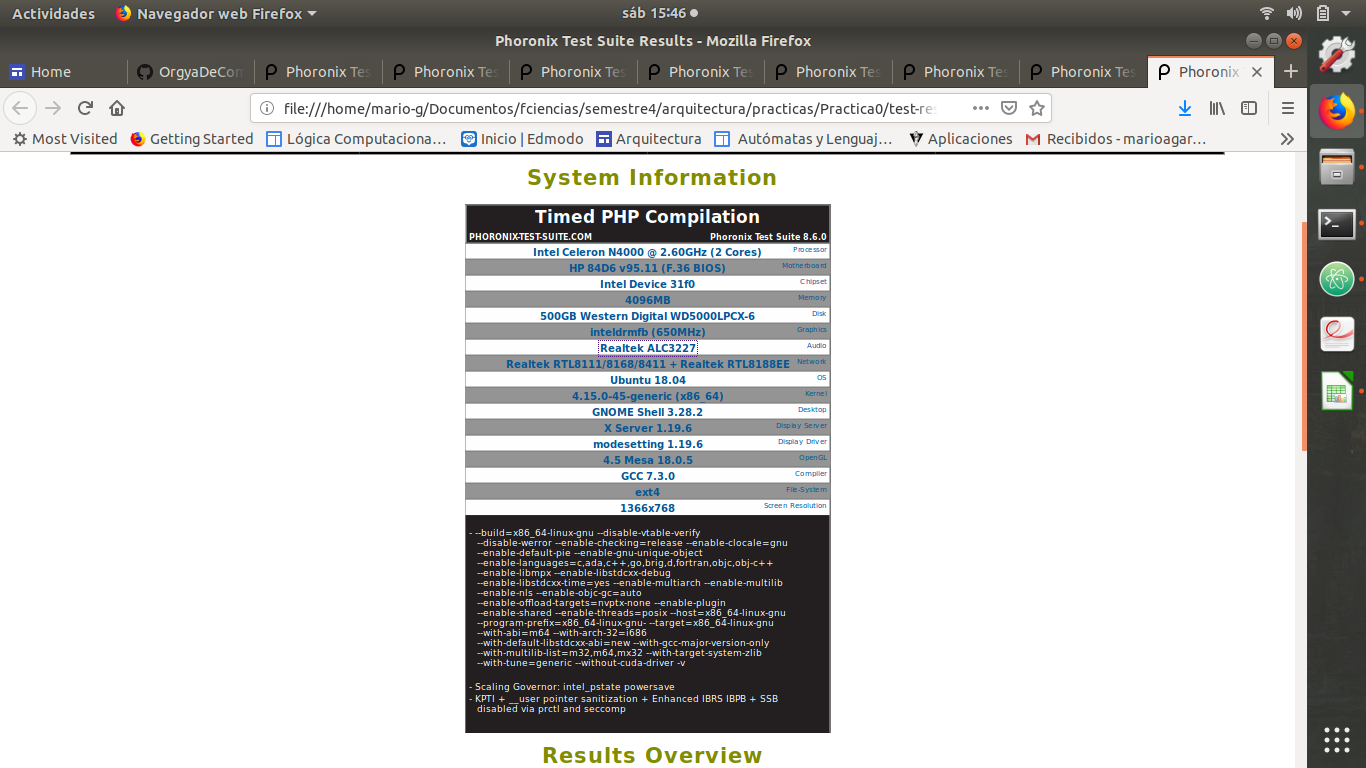 Actividades
Navegador web Firefox
sáb 15:46
Phoronix Test Suite Results - Mozilla Firefox
Home
OrgyaDeCom
Phoronix Tes
Phoronix Tes
Phoronix Tes
Phoronix Tes
Phoronix Tes
Phoronix Tes
Phoronix Tes
Phoronix
file:///home/mario-g/Documentos/fciencias/semestre4/arquitectura/practicas/Practica0/test-res
Most Visited
Getting Started
Lógica Computaciona…
Inicio | Edmodo
Arquitectura
Autómatas y Lenguaj…
Aplicaciones
Recibidos - marioagar…
System Information
Timed PHP Compilation
PHORONIX-TEST-SUITE.COM
Phoronix Test Suite 8.6.0
Intel Celeron N4000 @ 2.60GHz (2 Cores) Processor
HP 84D6 v95.11 (F.36 BIOS) Motherboard
Intel Device 31f0 Chipset
4096MB Memory
500GB Western Digital WD5000LPCX-6 Disk
inteldrmfb (650MHz) Graphics
Realtek ALC3227 Audio
Realtek RTL8111/8168/8411 + Realtek RTL8188EE Network
Ubuntu 18.04 OS
4.15.0-45-generic (x86_64) Kernel
GNOME Shell 3.28.2 Desktop
X Server 1.19.6 Display Server
modesetting 1.19.6 Display Driver
4.5 Mesa 18.0.5 OpenGL
GCC 7.3.0 Compiler
ext4 File-System
1366x768 Screen Resolution
- --build=x86_64-linux-gnu --disable-vtable-verify
--disable-werror --enable-checking=release --enable-clocale=gnu
--enable-default-pie --enable-gnu-unique-object
--enable-languages=c,ada,c++,go,brig,d,fortran,objc,obj-c++
--enable-libmpx --enable-libstdcxx-debug
--enable-libstdcxx-time=yes --enable-multiarch --enable-multilib
--enable-nls --enable-objc-gc=auto
--enable-offload-targets=nvptx-none --enable-plugin
--enable-shared --enable-threads=posix --host=x86_64-linux-gnu
--program-prefix=x86_64-linux-gnu- --target=x86_64-linux-gnu
--with-abi=m64 --with-arch-32=i686
--with-default-libstdcxx-abi=new --with-gcc-major-version-only
--with-multilib-list=m32,m64,mx32 --with-target-system-zlib
--with-tune=generic --without-cuda-driver -v
- Scaling Governor: intel_pstate powersave
- KPTI + __user pointer sanitization + Enhanced IBRS IBPB + SSB
disabled via prctl and seccomp
Results Overview